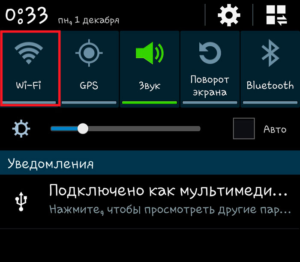 0:33 пн, 1 декабря
Wi-Fi GPS Звук Поворот экрана Bluetooth
Авто
Уведомления
Подключено как мультимеди...
Нажмите, чтобы просмотреть другие пар...